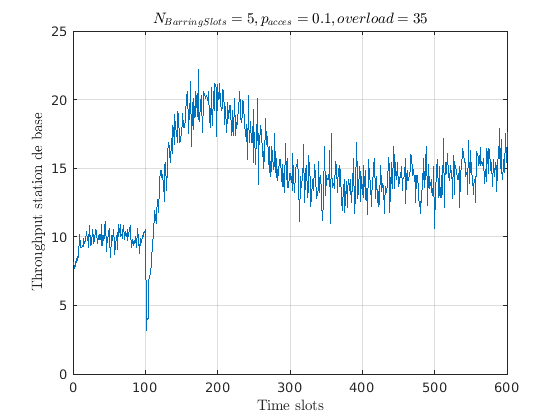 N_{BarringSlots} = 5, p_{acces} = 0.1, overload = 35
25
20
15
10
5
0
Throughput station de base
0 100 200 300 400 500 600
Time slots